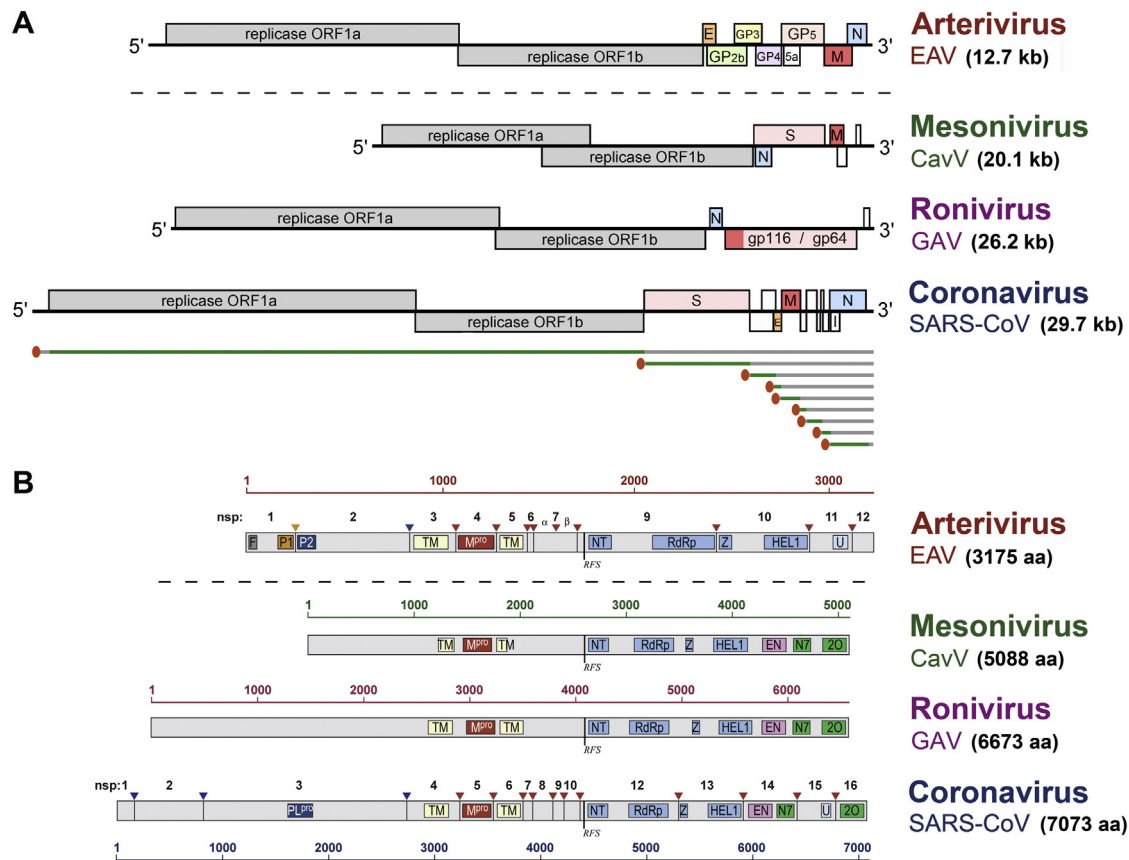 A
replicase ORF1a
replicase ORF1b
E
GP2b
GP3
GP4
GP5
5a
M
N
5'
3'
Arterivirus
EAV (12.7 kb)
5'
replicase ORF1a
replicase ORF1b
N
S
M
3'
Mesonivirus
CavV (20.1 kb)
5'
replicase ORF1a
replicase ORF1b
N
gp116 / gp64
3'
Ronivirus
GAV (26.2 kb)
5'
replicase ORF1a
replicase ORF1b
S
E
M
I
N
3'
Coronavirus
SARS-CoV (29.7 kb)
B
1 1000 2000 3000
nsp: 1 2 3 4 5 6 α 7 β 9 10 11 12
F P1 P2 TM Mpro TM NT RdRp Z HEL1 U
RFS
Arterivirus
EAV (3175 aa)
1 1000 2000 3000 4000 5000
TM Mpro TM NT RdRp Z HEL1 EN N7 2O
RFS
Mesonivirus
CavV (5088 aa)
1 1000 2000 3000 4000 5000 6000
TM Mpro TM NT RdRp Z HEL1 EN N7 2O
RFS
Ronivirus
GAV (6673 aa)
nsp:1 2 3 4 5 6 7 8 9 10 12 13 14 15 16
PLpro TM Mpro TM NT RdRp Z HEL1 EN N7 U 2O
RFS
1 1000 2000 3000 4000 5000 6000 7000
Coronavirus
SARS-CoV (7073 aa)